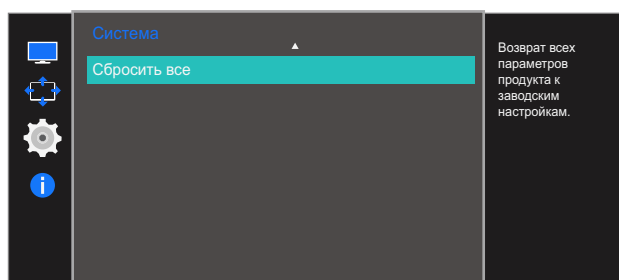 Система
Сбросить все
Возврат всех
параметров
продукта к
заводским
настройкам.